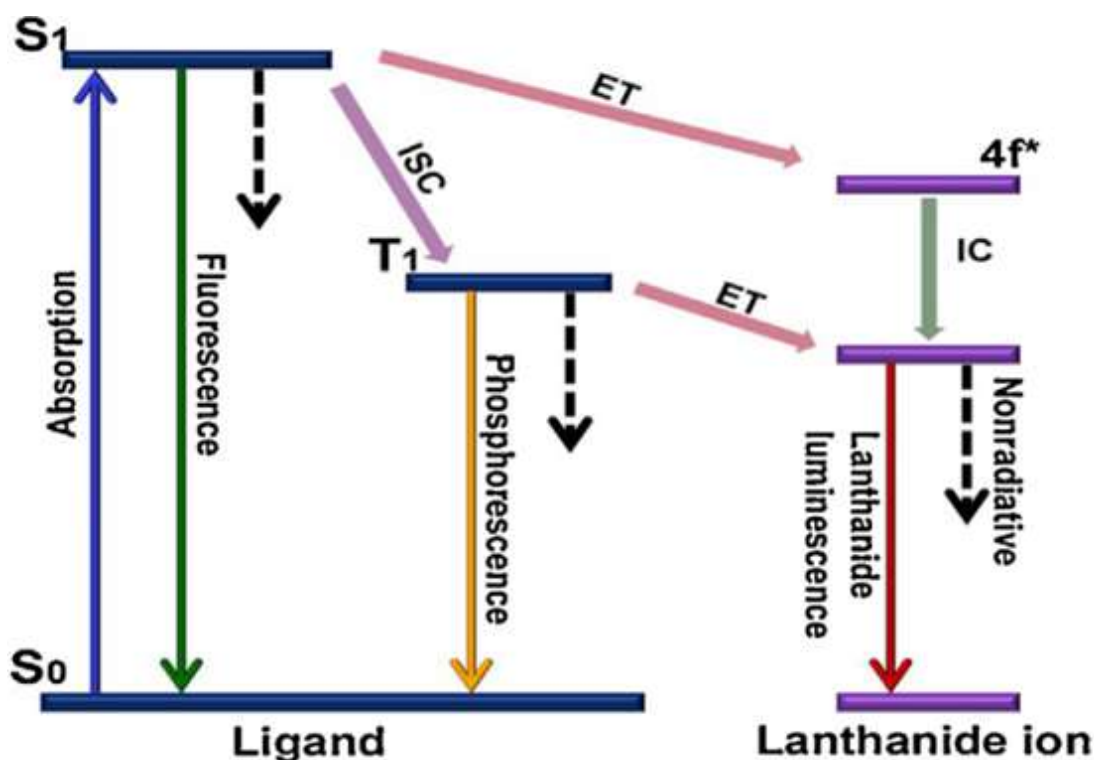 S1
ET
4f*
ISC
IC
T1
ET
Absorption
Fluorescence
Phosphorescence
Lanthanide
luminescence
Nonradiative
S0
Ligand
Lanthanide ion